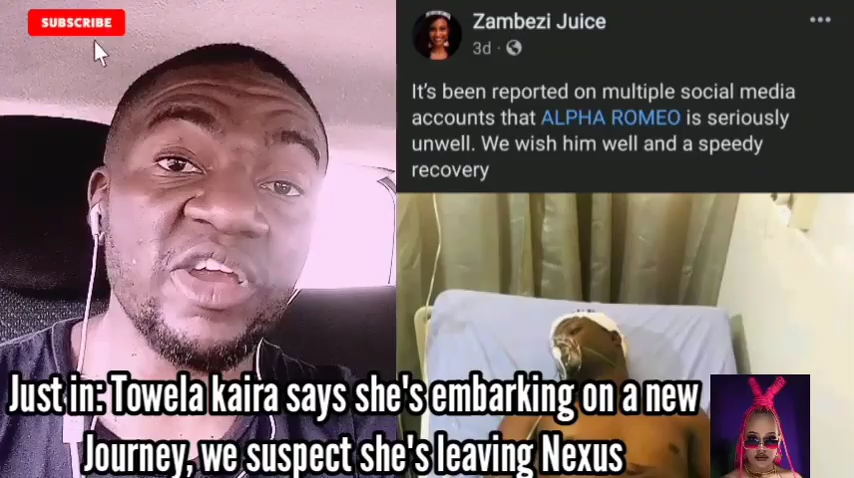 SUBSCRIBE
Zambezi Juice
3d ·
It's been reported on multiple social media
accounts that ALPHA ROMEO is seriously
unwell. We wish him well and a speedy
recovery
Just in: Towela kaira says she's embarking on a new
Journey, we suspect she's leaving Nexus